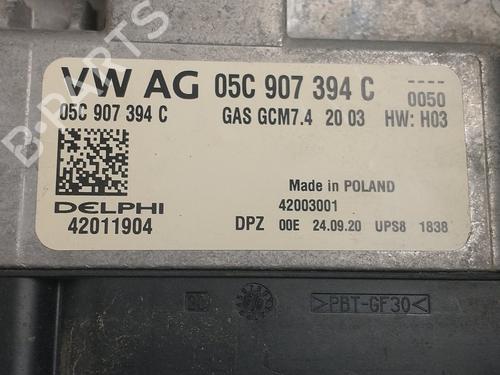 VW AG 05C 907 394 C ----
0050
05C 907 394 C GAS GCM7.4 20 03 HW: H03
Made in POLAND
42003001
DELPHI
42011904 DPZ 00E 24.09.20 UPS8 1838
>PBT-GF30<
B-PARTS